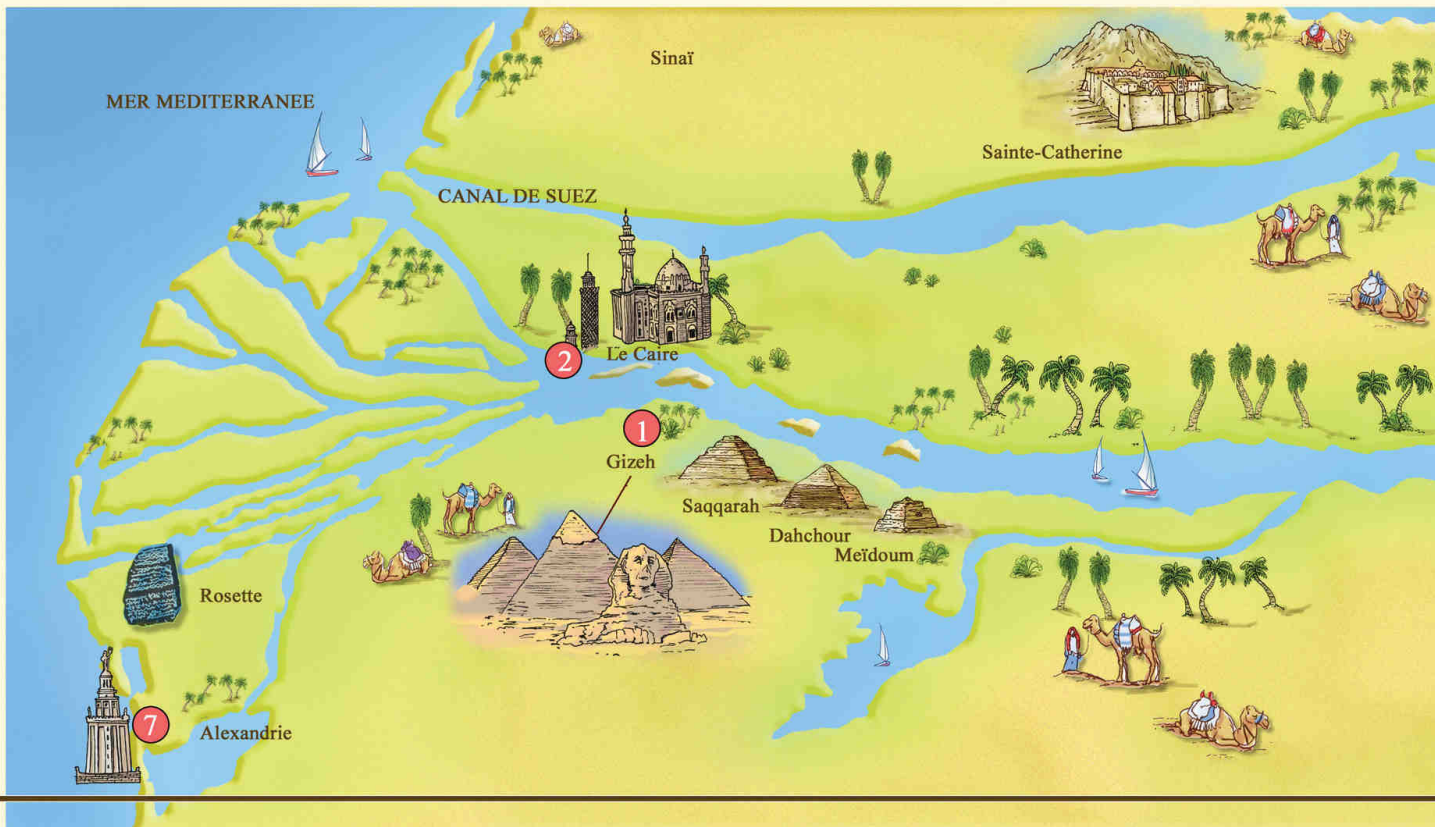 Sinaï
MER MEDITERRANEE
Sainte-Catherine
CANAL DE SUEZ
2
Le Caire
1
Gizeh
Saqqarah
Dahchour
Meïdoum
Rosette
7
Alexandrie